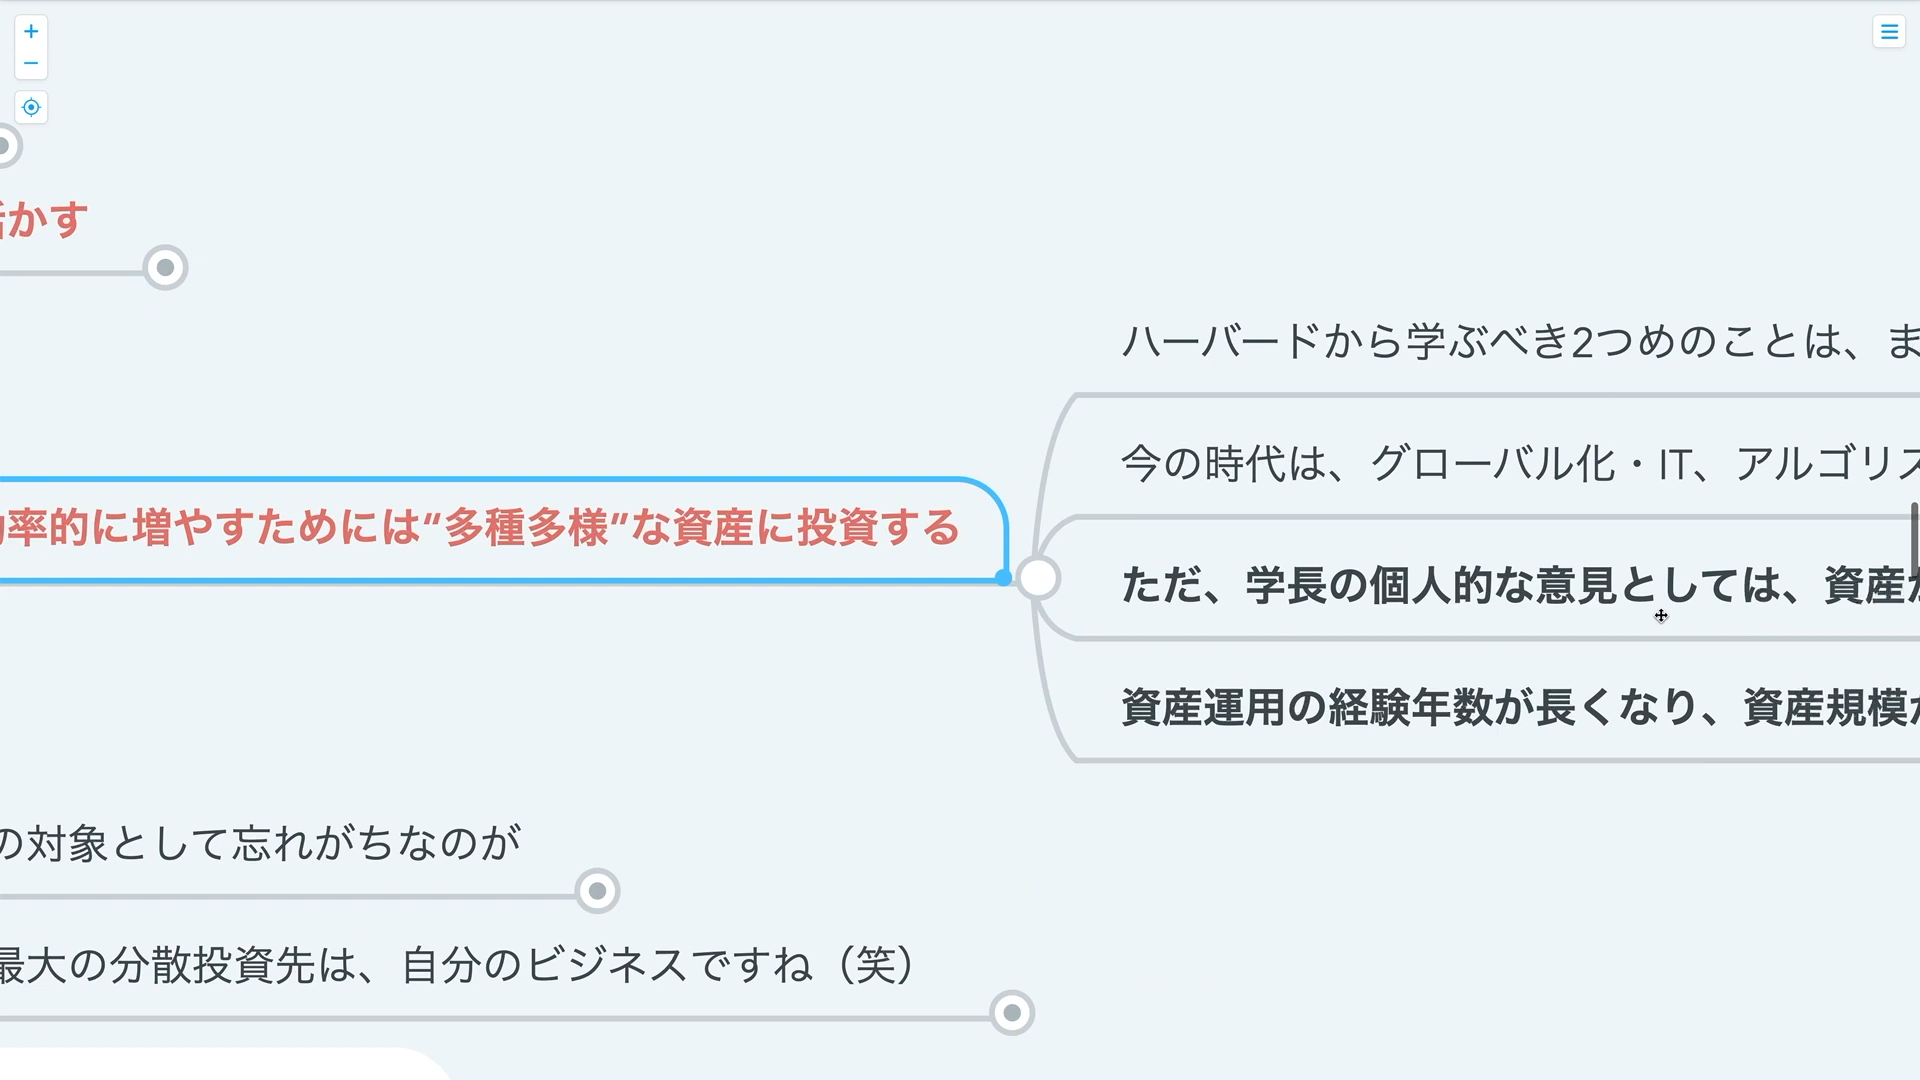 かす
率的に増やすためには“多種多様”な資産に投資する
ハーバードから学ぶべき2つめのことは、ま
今の時代は、グローバル化・IT、アルゴリス
ただ、学長の個人的な意見としては、資産か
資産運用の経験年数が長くなり、資産規模か
の対象として忘れがちなのが
最大の分散投資先は、自分のビジネスですね（笑）